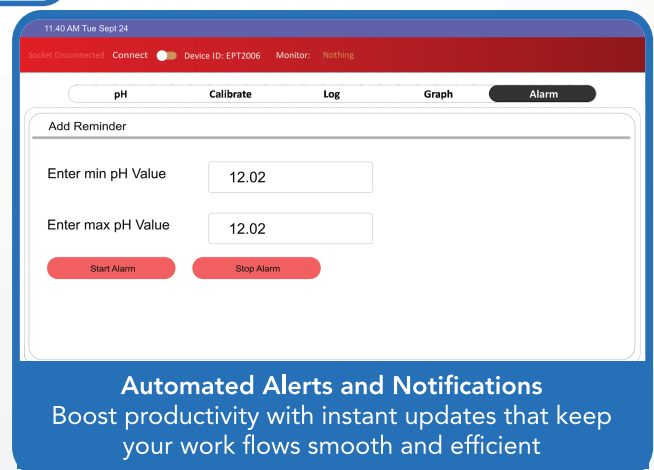 11.40 AM Tue Sept 24
Socket Disconnected Connect Device ID: EPT2006 Monitor: Nothing
pH Calibrate Log Graph Alarm
Add Reminder
Enter min pH Value 12.02
Enter max pH Value 12.02
Start Alarm Stop Alarm
Automated Alerts and Notifications
Boost productivity with instant updates that keep
your work flows smooth and efficient